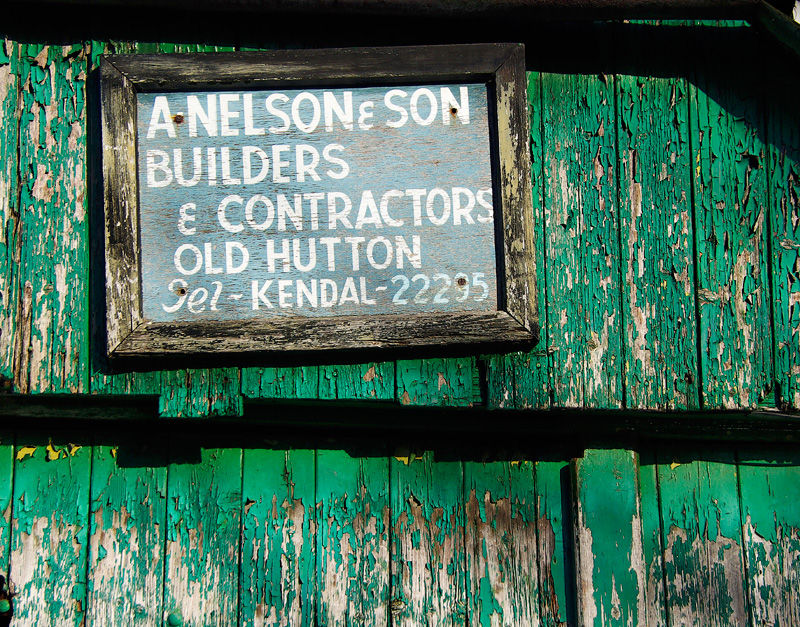 A NELSON & SON
BUILDERS
& CONTRACTORS
OLD HUTTON
Tel - KENDAL - 22295